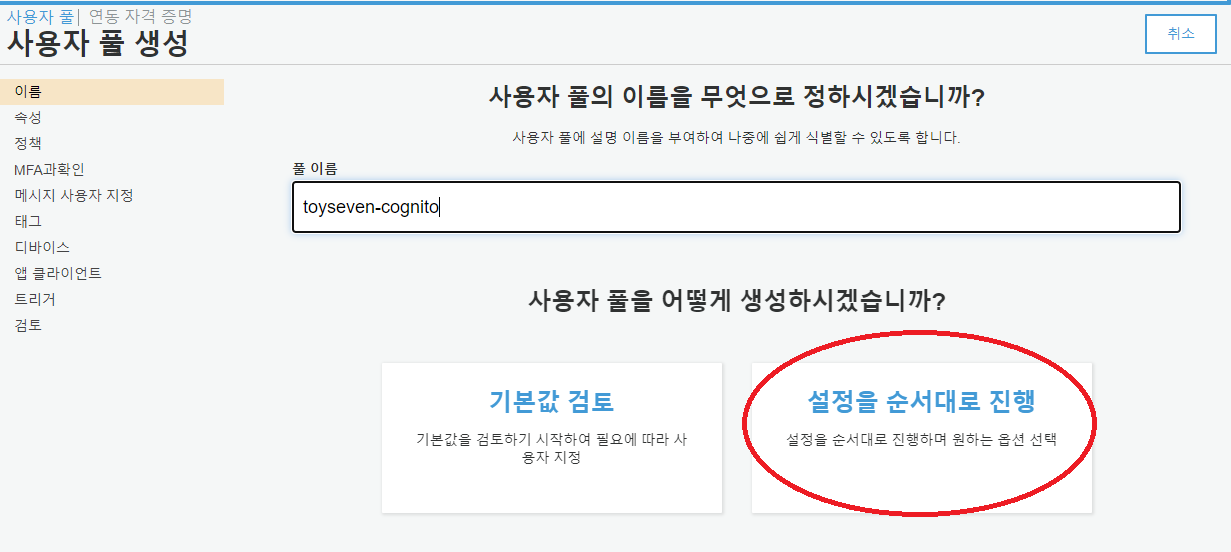 사용자 풀 | 연동 자격 증명
사용자 풀 생성
취소
이름
속성
정책
MFA과확인
메시지 사용자 지정
태그
디바이스
앱 클라이언트
트리거
검토
사용자 풀의 이름을 무엇으로 정하시겠습니까?
사용자 풀에 설명 이름을 부여하여 나중에 쉽게 식별할 수 있도록 합니다.
풀 이름
toyseven-cognito
사용자 풀을 어떻게 생성하시겠습니까?
기본값 검토
기본값을 검토하기 시작하여 필요에 따라 사
용자 지정
설정을 순서대로 진행
설정을 순서대로 진행하며 원하는 옵션 선택